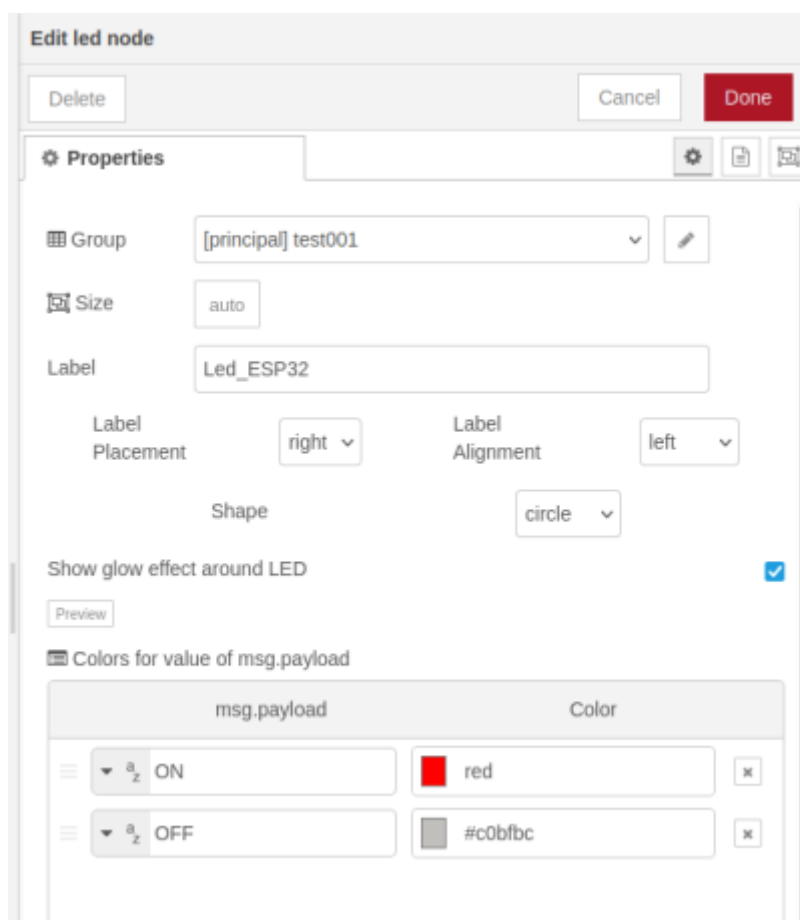 Edit led node
Delete Cancel Done
Properties
Group [principal] test001
Size auto
Label Led_ESP32
Label Placement right Label Alignment left
Shape circle
Show glow effect around LED
Preview
Colors for value of msg.payload
msg.payload Color
az ON red
az OFF #c0bfbc